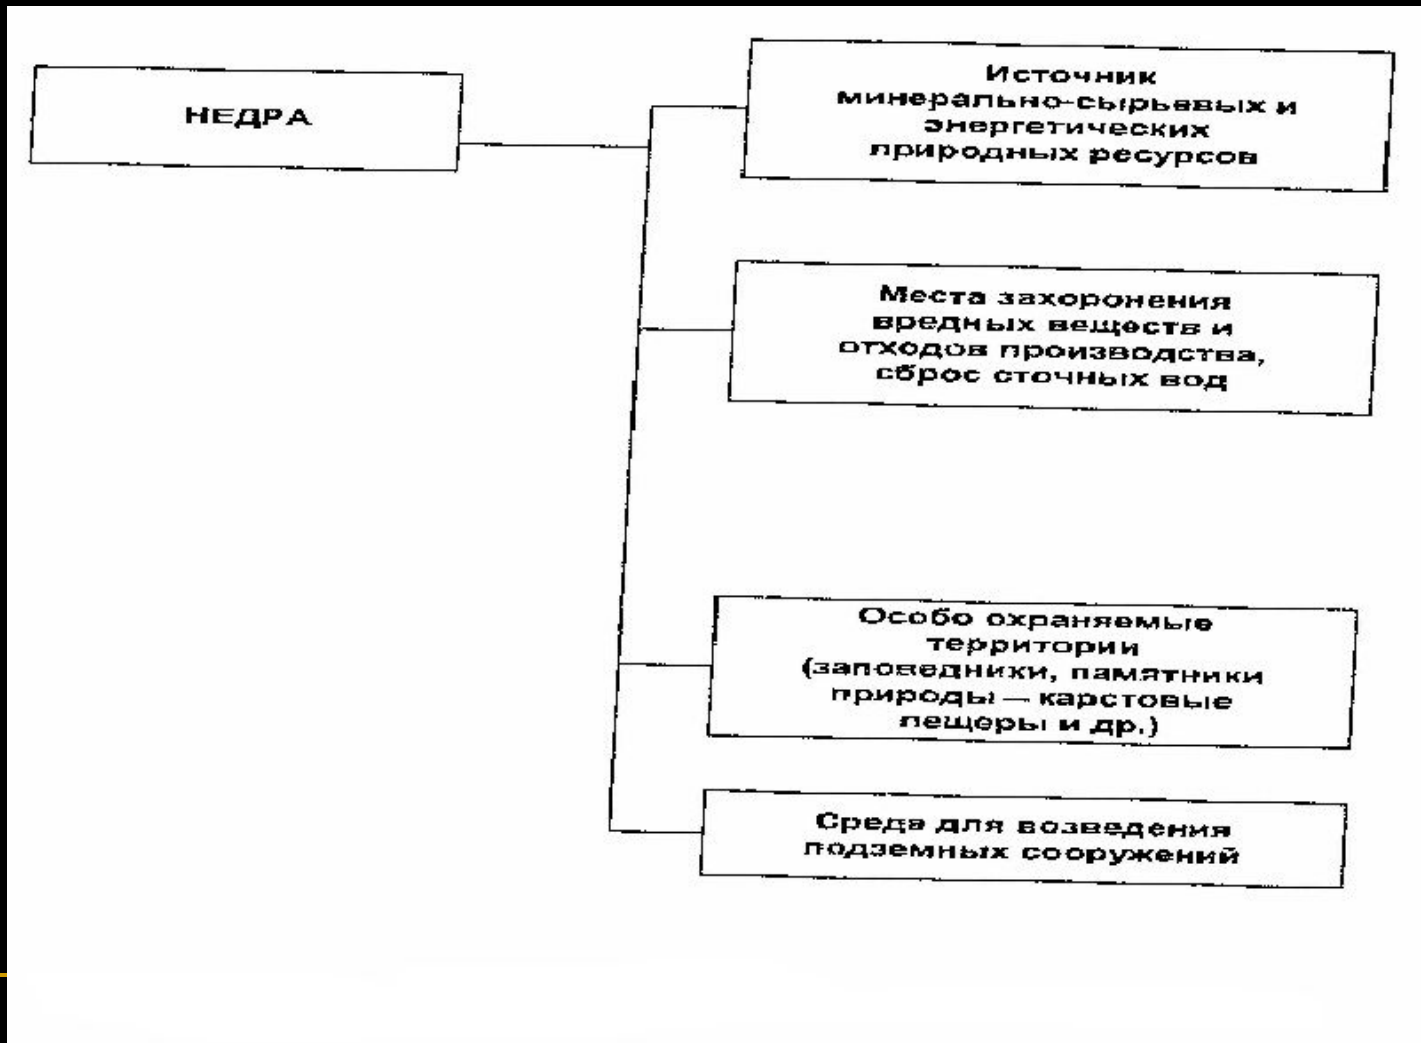 НЕДРА
Источник
минерально-сырьевых и
энергетических
природных ресурсов
Места захоронения
вредных веществ и
отходов производства,
сброс сточных вод
Особо охраняемые
территории
(заповедники, памятники
природы — карстовые
пещеры и др.)
Среда для возведения
подземных сооружений